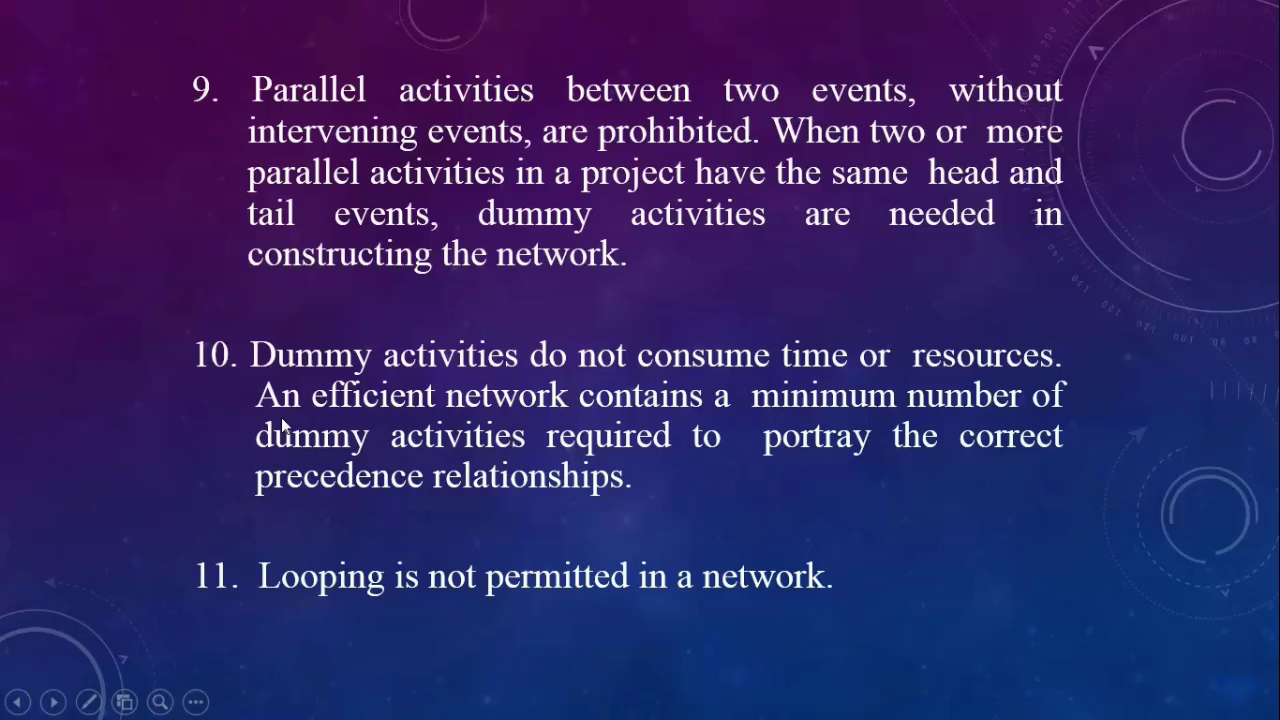 9. Parallel activities between two events, without
intervening events, are prohibited. When two or more
parallel activities in a project have the same head and
tail events, dummy activities are needed in
constructing the network.
10. Dummy activities do not consume time or resources.
An efficient network contains a minimum number of
dummy activities required to portray the correct
precedence relationships.
11. Looping is not permitted in a network.